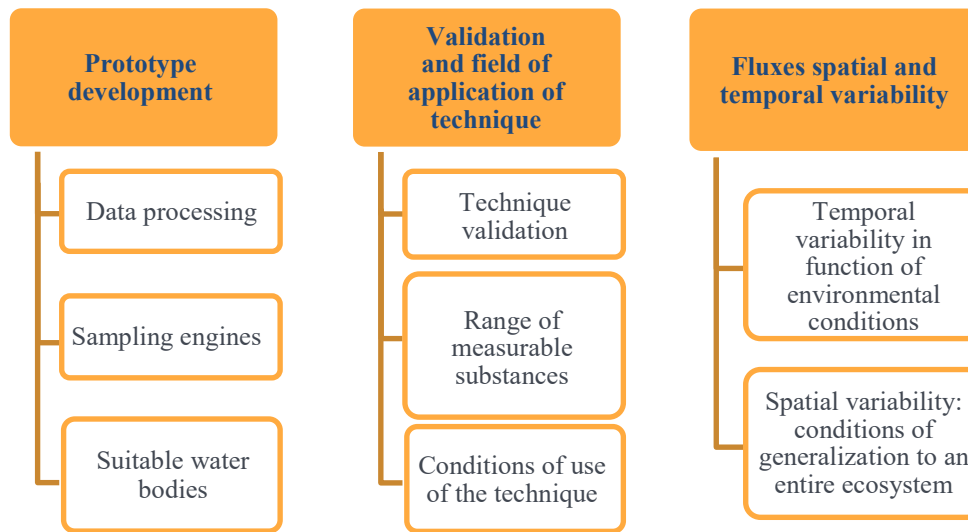 Prototype
development
Data processing
Sampling engines
Suitable water
bodies
Validation
and field of
application of
technique
Technique
validation
Range of
measurable
substances
Conditions of use
of the technique
Fluxes spatial and
temporal variability
Temporal
variability in
function of
environmental
conditions
Spatial variability:
conditions of
generalization to an
entire ecosystem